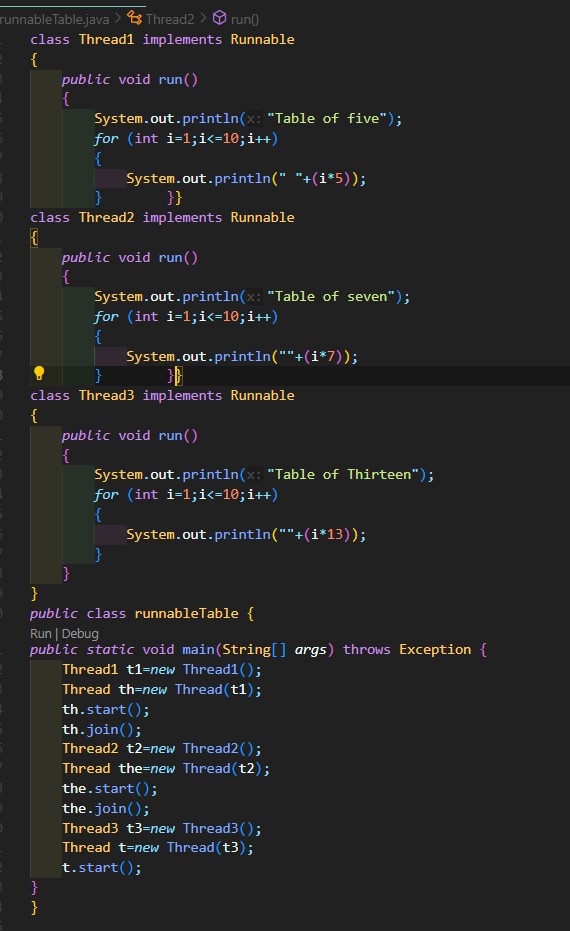 runnableTable.java > Thread2 > run()
class Thread1 implements Runnable
{
    public void run()
    {
        System.out.println(x: "Table of five");
        for (int i=1;i<=10;i++)
        {
            System.out.println(" "+(i*5));
        }        }}
class Thread2 implements Runnable
{
    public void run()
    {
        System.out.println(x: "Table of seven");
        for (int i=1;i<=10;i++)
        {
            System.out.println(""+(i*7));
        }        }}
class Thread3 implements Runnable
{
    public void run()
    {
        System.out.println(x: "Table of Thirteen");
        for (int i=1;i<=10;i++)
        {
            System.out.println(""+(i*13));
        }
    }
}
public class runnableTable {
Run | Debug
public static void main(String[] args) throws Exception {
    Thread1 t1=new Thread1();
    Thread th=new Thread(t1);
    th.start();
    th.join();
    Thread2 t2=new Thread2();
    Thread the=new Thread(t2);
    the.start();
    the.join();
    Thread3 t3=new Thread3();
    Thread t=new Thread(t3);
    t.start();
}
}